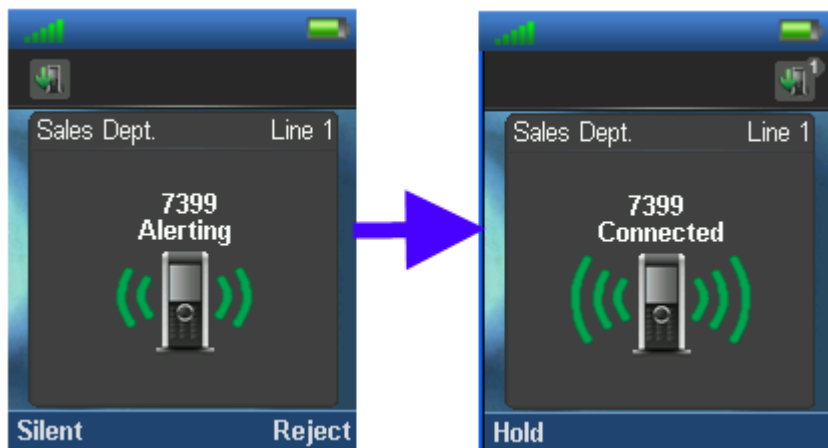 Sales Dept. Line 1
7399
Alerting
Silent Reject
1
Sales Dept. Line 1
7399
Connected
Hold